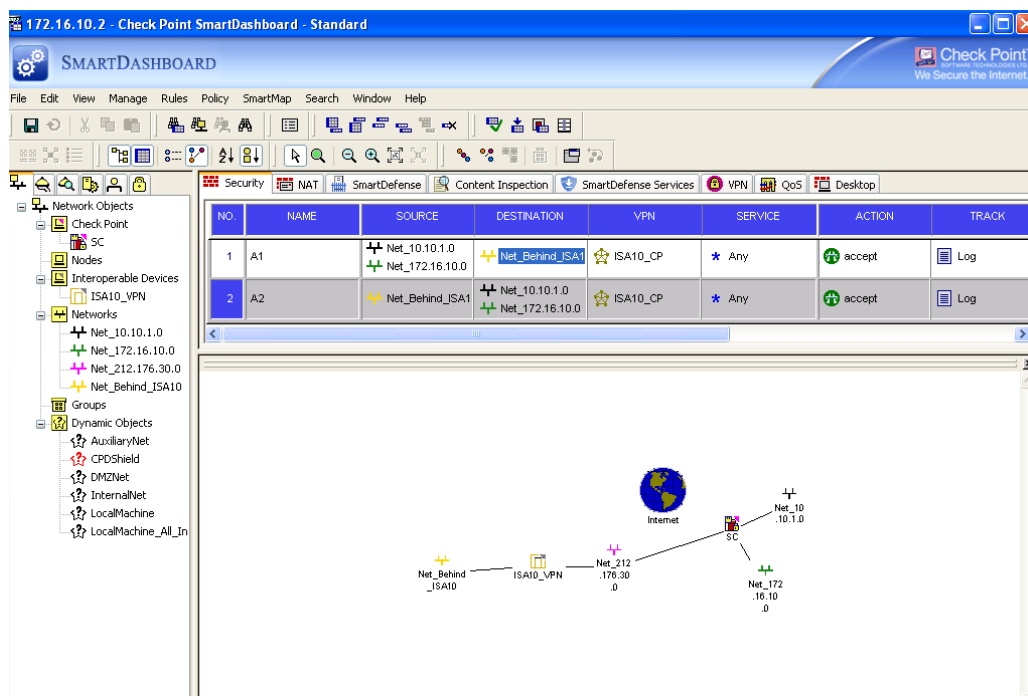 172.16.10.2 - Check Point SmartDashboard - Standard
SMARTDASHBOARD
Check Point
SOFTWARE TECHNOLOGIES LTD.
We Secure the Internet.
File Edit View Manage Rules Policy SmartMap Search Window Help
Security NAT SmartDefense Content Inspection SmartDefense Services VPN QoS Desktop
NO. NAME SOURCE DESTINATION VPN SERVICE ACTION TRACK
1 A1 Net_10.10.1.0 Net_Behind_ISA1 ISA10_CP * Any accept Log
Net_172.16.10.0
2 A2 Net_Behind_ISA1 Net_10.10.1.0 ISA10_CP * Any accept Log
Net_172.16.10.0
Network Objects
Check Point
SC
Nodes
Interoperable Devices
ISA10_VPN
Networks
Net_10.10.1.0
Net_172.16.10.0
Net_212.176.30.0
Net_Behind_ISA10
Groups
Dynamic Objects
AuxiliaryNet
CPDShield
DMZNet
InternalNet
LocalMachine
LocalMachine_All_In
Internet
Net_10
.10.1.0
SC
Net_212
.176.30
.0
ISA10_VPN
Net_Behind
_ISA10
Net_172
.16.10
.0